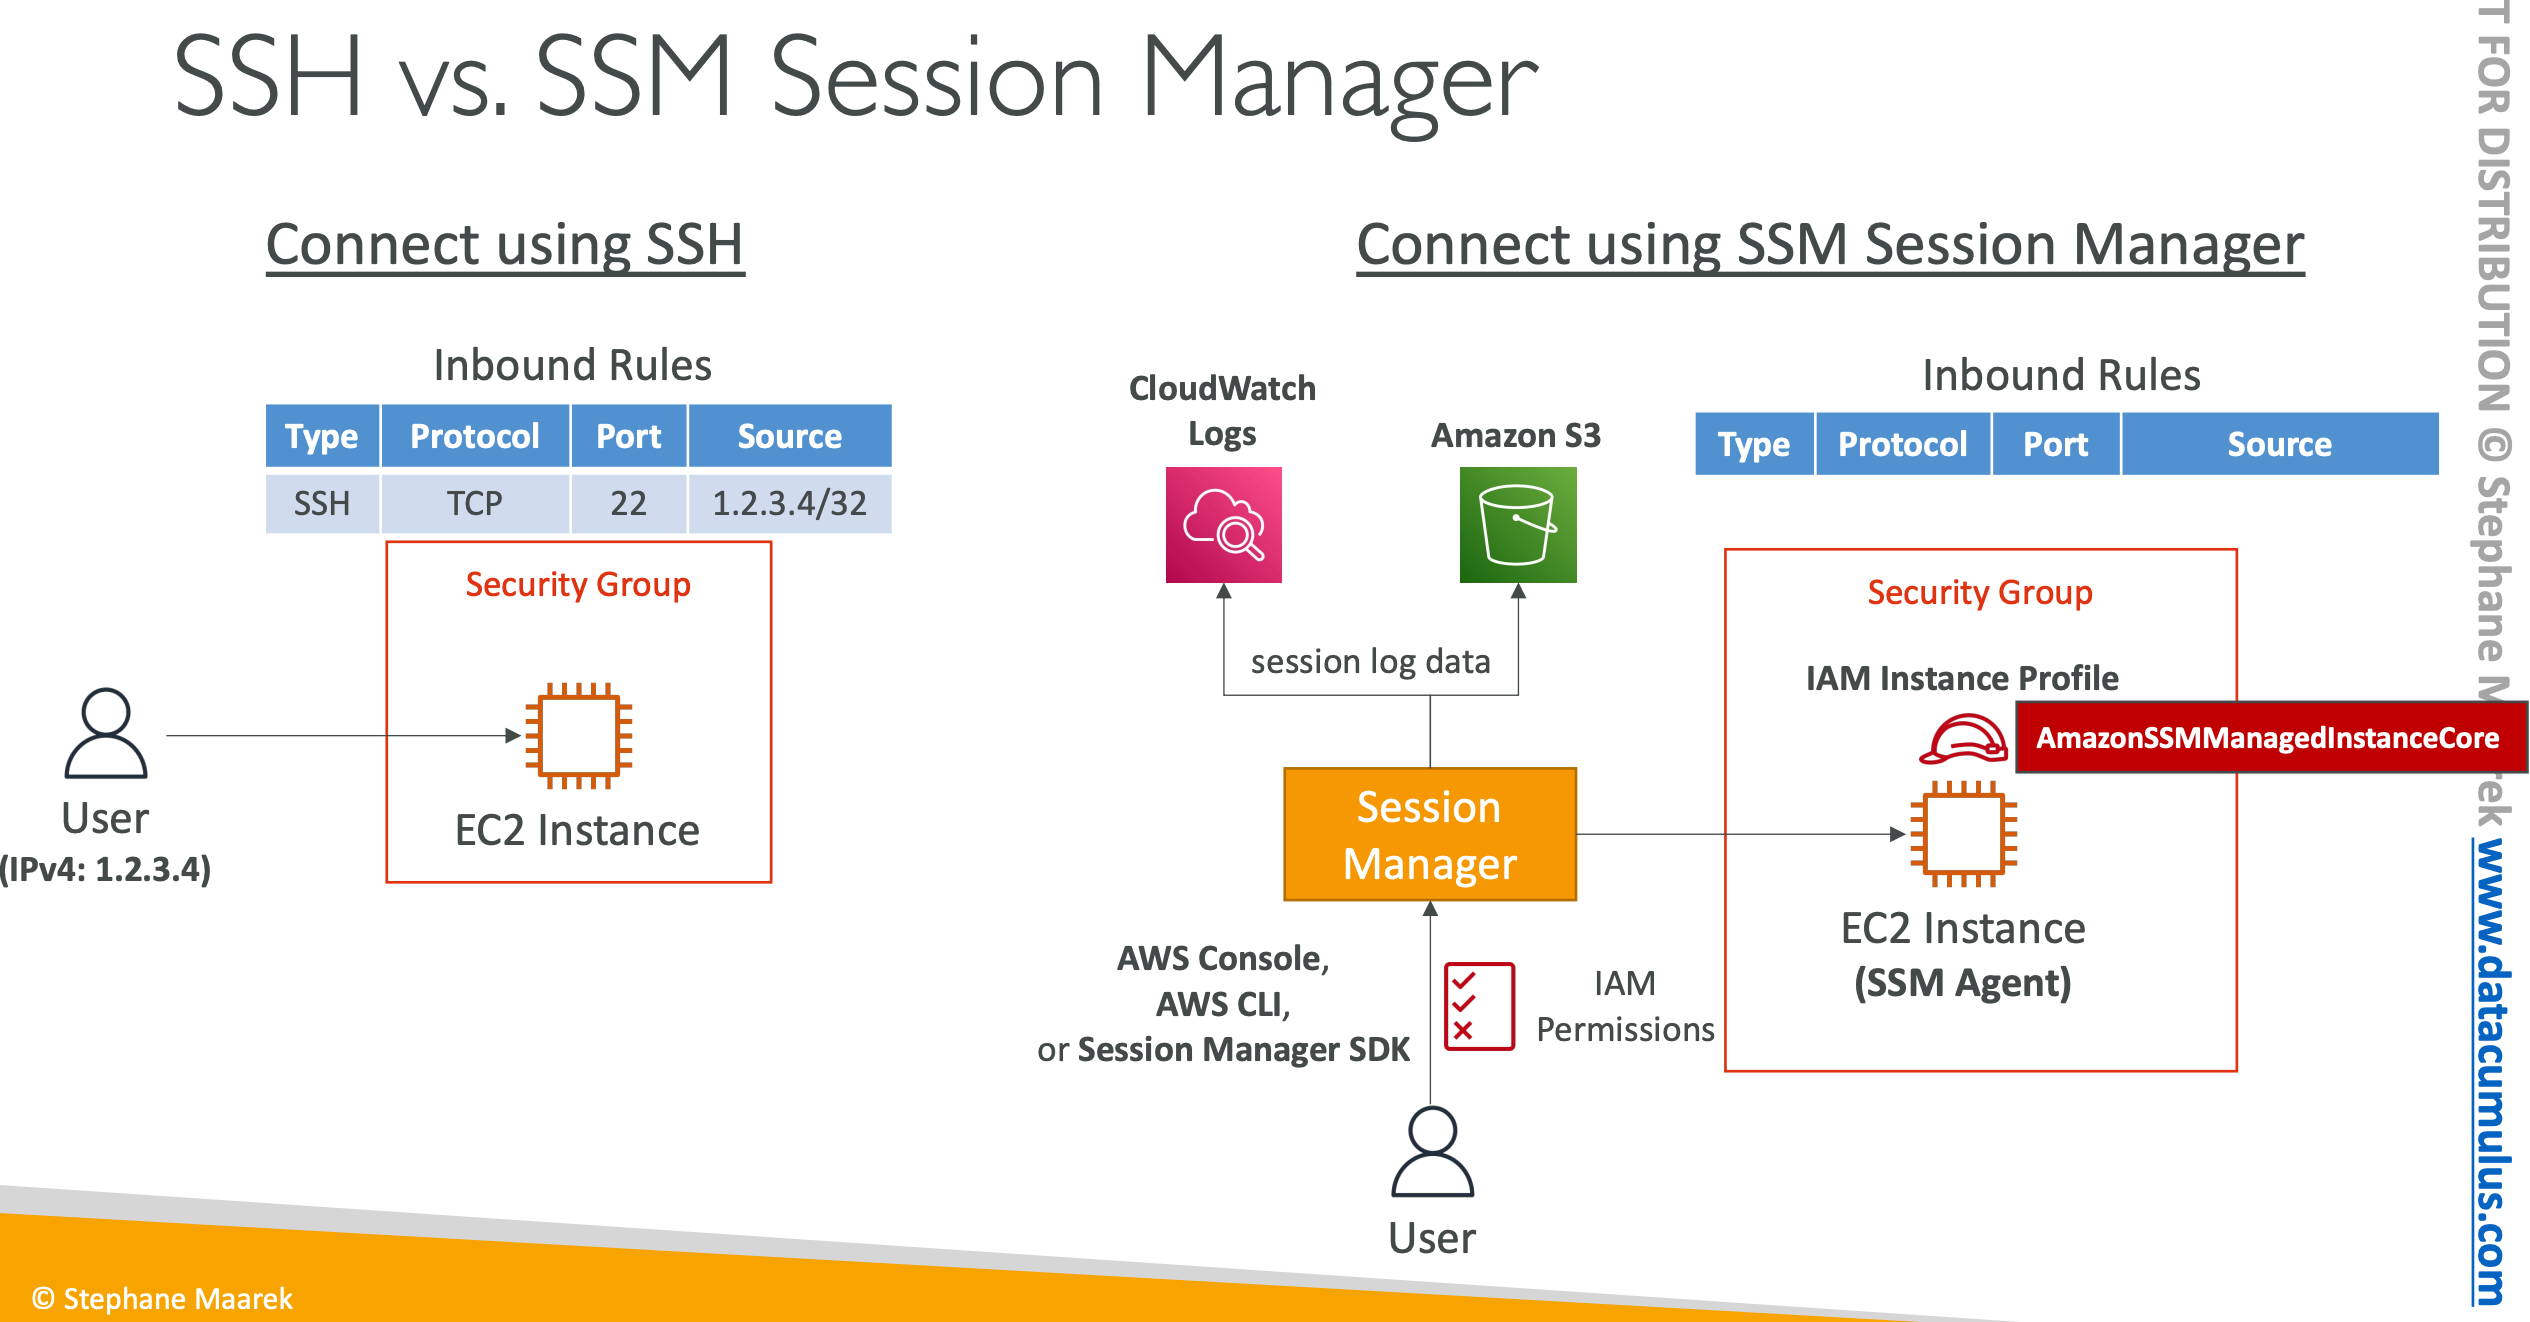 SSH vs. SSM Session Manager
Connect using SSH
Inbound Rules
Type Protocol Port Source
SSH TCP 22 1.2.3.4/32
Security Group
EC2 Instance
User
(IPv4: 1.2.3.4)
Connect using SSM Session Manager
CloudWatch
Logs
Amazon S3
session log data
Session
Manager
AWS Console,
AWS CLI,
or Session Manager SDK
IAM
Permissions
User
Inbound Rules
Type Protocol Port Source
Security Group
IAM Instance Profile
AmazonSSMManagedInstanceCore
EC2 Instance
(SSM Agent)
© Stephane Maarek
T FOR DISTRIBUTION © Stephane M rek www.datacumulus.com